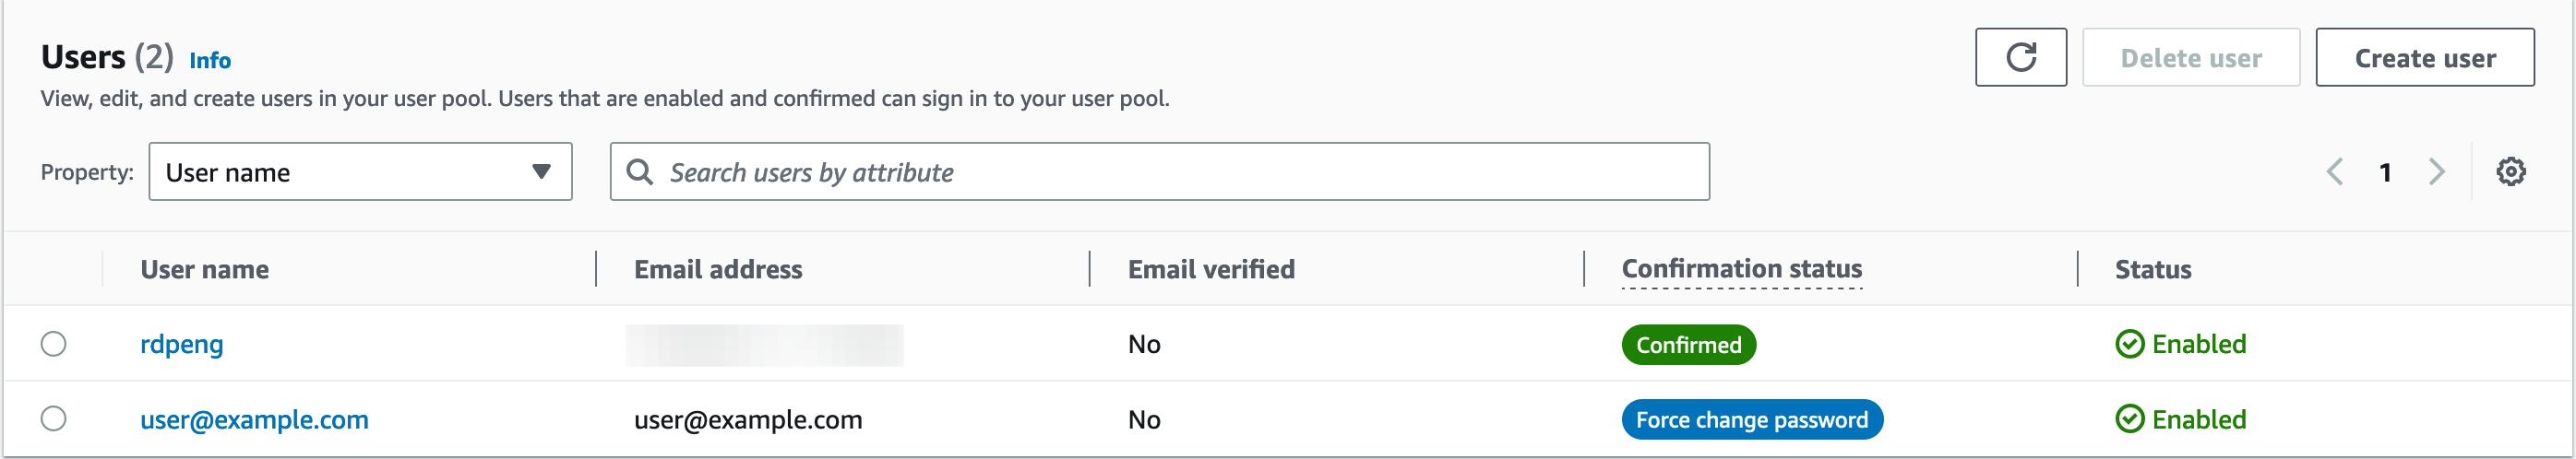 Users (2) Info
Delete user
Create user
View, edit, and create users in your user pool. Users that are enabled and confirmed can sign in to your user pool.
Property: User name
Search users by attribute
1
User name Email address Email verified Confirmation status Status
rdpeng No Confirmed Enabled
user@example.com user@example.com No Force change password Enabled